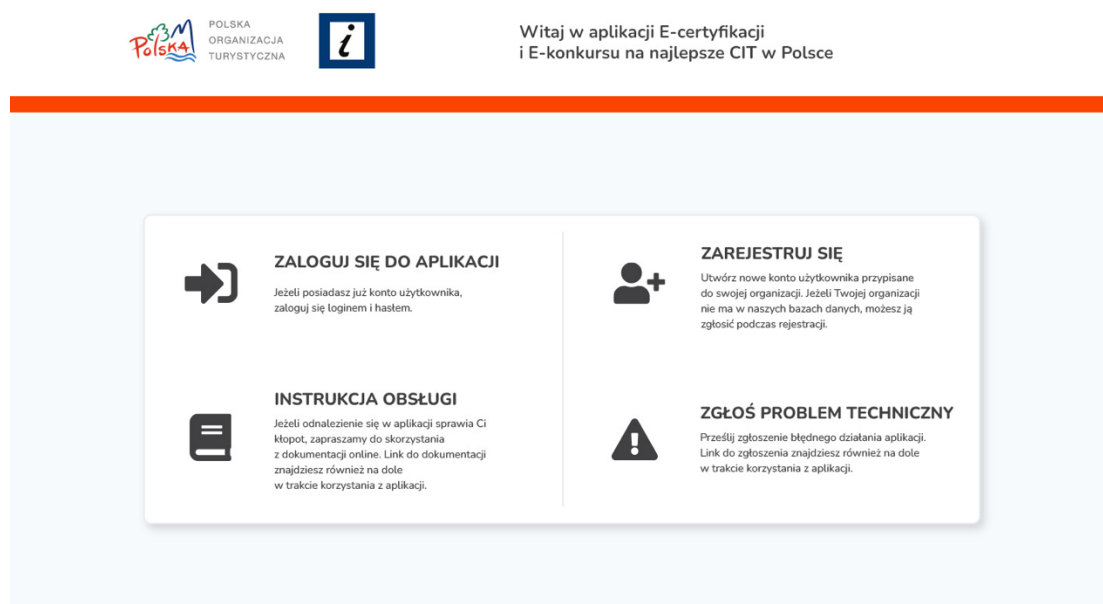 POLSKA
POLSKA
ORGANIZACJA
TURYSTYCZNA
i
Witaj w aplikacji E-certyfikacji
i E-konkursu na najlepsze CIT w Polsce
ZALOGUJ SIĘ DO APLIKACJI
Jeżeli posiadasz już konto użytkownika,
zaloguj się loginem i hasłem.
ZAREJESTRUJ SIĘ
Utwórz nowe konto użytkownika przypisane
do swojej organizacji. Jeżeli Twojej organizacji
nie ma w naszych bazach danych, możesz ją
zgłosić podczas rejestracji.
INSTRUKCJA OBSŁUGI
Jeżeli odnalezienie się w aplikacji sprawia Ci
kłopot, zapraszamy do skorzystania
z dokumentacji online. Link do dokumentacji
znajdziesz również na dole
w trakcie korzystania z aplikacji.
ZGŁOŚ PROBLEM TECHNICZNY
Prześlij zgłoszenie błędnego działania aplikacji.
Link do zgłoszenia znajdziesz również na dole
w trakcie korzystania z aplikacji.